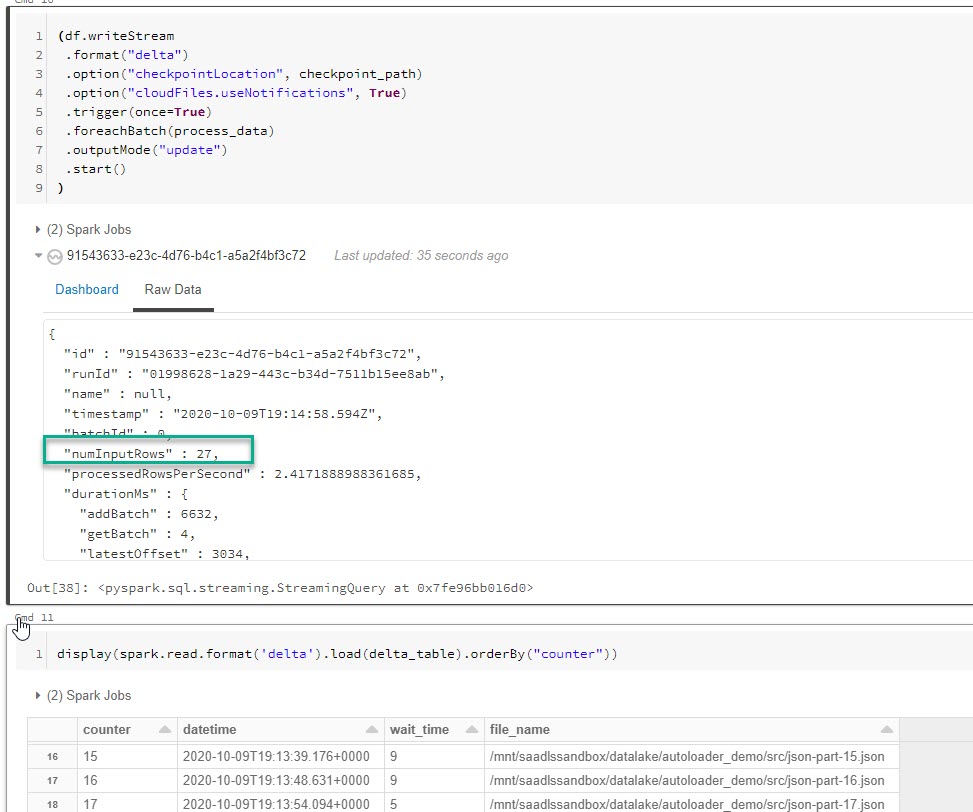 Cmd 10
1 (df.writeStream
2 .format("delta")
3 .option("checkpointLocation", checkpoint_path)
4 .option("cloudFiles.useNotifications", True)
5 .trigger(once=True)
6 .foreachBatch(process_data)
7 .outputMode("update")
8 .start()
9 )
(2) Spark Jobs
91543633-e23c-4d76-b4c1-a5a2f4bf3c72 Last updated: 35 seconds ago
Dashboard Raw Data
{
"id" : "91543633-e23c-4d76-b4c1-a5a2f4bf3c72",
"runId" : "01998628-1a29-443c-b34d-7511b15ee8ab",
"name" : null,
"timestamp" : "2020-10-09T19:14:58.594Z",
"batchId" : 0,
"numInputRows" : 27,
"processedRowsPerSecond" : 2.4171888988361685,
"durationMs" : {
"addBatch" : 6632,
"getBatch" : 4,
"latestOffset" : 3034,
Out[38]: <pyspark.sql.streaming.StreamingQuery at 0x7fe96bb016d0>
Cmd 11
1 display(spark.read.format('delta').load(delta_table).orderBy("counter"))
(2) Spark Jobs
counter datetime wait_time file_name
16 15 2020-10-09T19:13:39.176+0000 9 /mnt/saadlssandbox/datalake/autoloader_demo/src/json-part-15.json
17 16 2020-10-09T19:13:48.631+0000 9 /mnt/saadlssandbox/datalake/autoloader_demo/src/json-part-16.json
18 17 2020-10-09T19:13:54.094+0000 5 /mnt/saadlssandbox/datalake/autoloader_demo/src/json-part-17.json